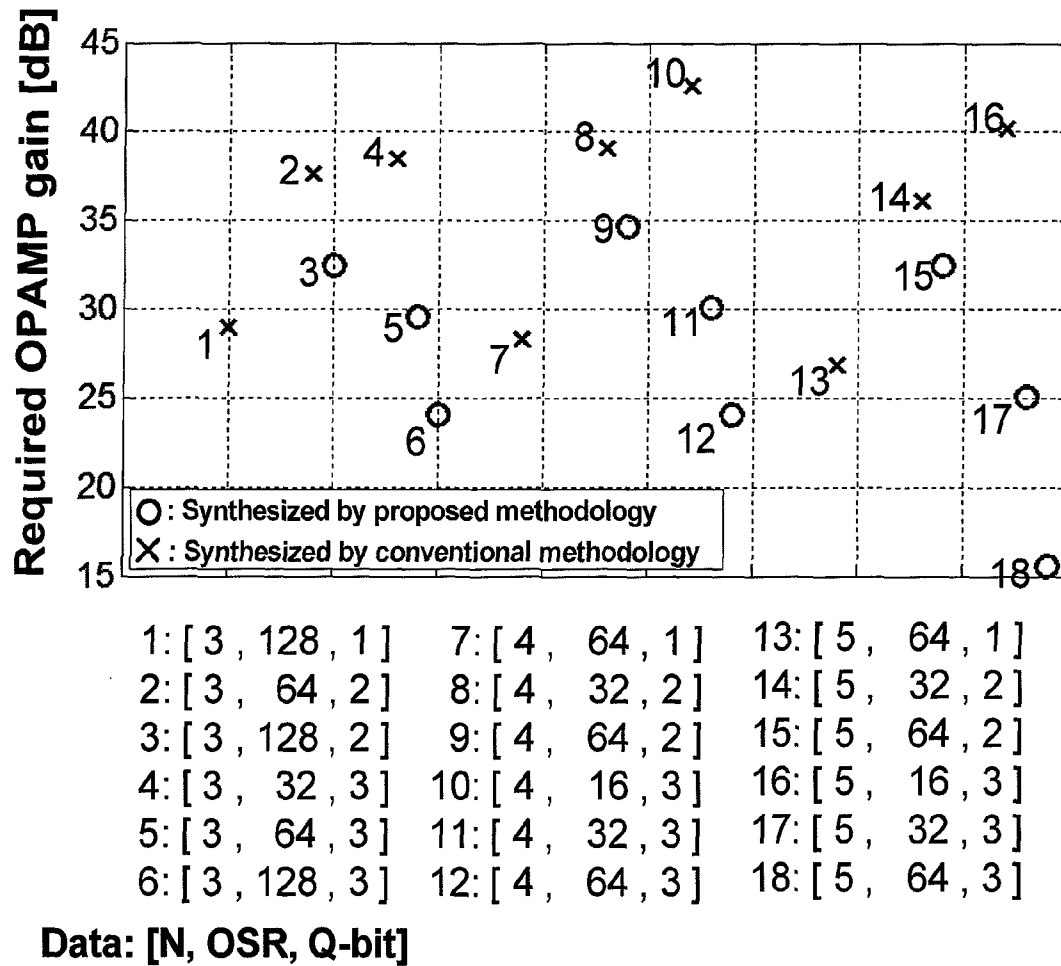 Required OPAMP gain [dB]
45
40
35
30
25
20
15
1
2
3
4
5
6
7
8
9
10
11
12
13
14
15
16
17
18
O : Synthesized by proposed methodology
× : Synthesized by conventional methodology
1: [ 3 , 128 , 1 ] 7: [ 4 , 64 , 1 ] 13: [ 5 , 64 , 1 ]
2: [ 3 , 64 , 2 ] 8: [ 4 , 32 , 2 ] 14: [ 5 , 32 , 2 ]
3: [ 3 , 128 , 2 ] 9: [ 4 , 64 , 2 ] 15: [ 5 , 64 , 2 ]
4: [ 3 , 32 , 3 ] 10: [ 4 , 16 , 3 ] 16: [ 5 , 16 , 3 ]
5: [ 3 , 64 , 3 ] 11: [ 4 , 32 , 3 ] 17: [ 5 , 32 , 3 ]
6: [ 3 , 128 , 3 ] 12: [ 4 , 64 , 3 ] 18: [ 5 , 64 , 3 ]
Data: [N, OSR, Q-bit]